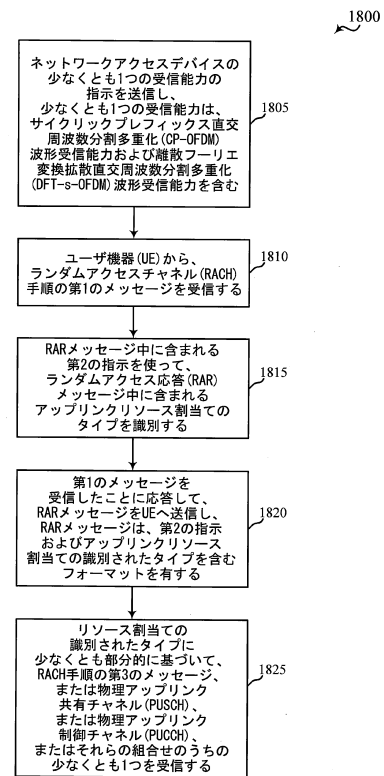 1800
ネットワークアクセスデバイスの
少なくとも1つの受信能力の
指示を送信し、
少なくとも1つの受信能力は、
サイクリックプレフィックス直交
周波数分割多重化(CP-OFDM)
波形受信能力および離散フーリエ
変換拡散直交周波数分割多重化
(DFT-s-OFDM)波形受信能力を含む
1805
ユーザ機器(UE)から、
ランダムアクセスチャネル(RACH)
手順の第1のメッセージを受信する
1810
RARメッセージ中に含まれる
第2の指示を使って、
ランダムアクセス応答(RAR)
メッセージ中に含まれる
アップリンクリソース割当ての
タイプを識別する
1815
第1のメッセージを
受信したことに応答して、
RARメッセージをUEへ送信し、
RARメッセージは、第2の指示
およびアップリンクリソース
割当ての識別されたタイプを含む
フォーマットを有する
1820
リソース割当ての
識別されたタイプに
少なくとも部分的に基づいて、
RACH手順の第3のメッセージ、
または物理アップリンク
共有チャネル(PUSCH)、
または物理アップリンク
制御チャネル(PUCCH)、
またはそれらの組合せのうちの
少なくとも1つを受信する
1825